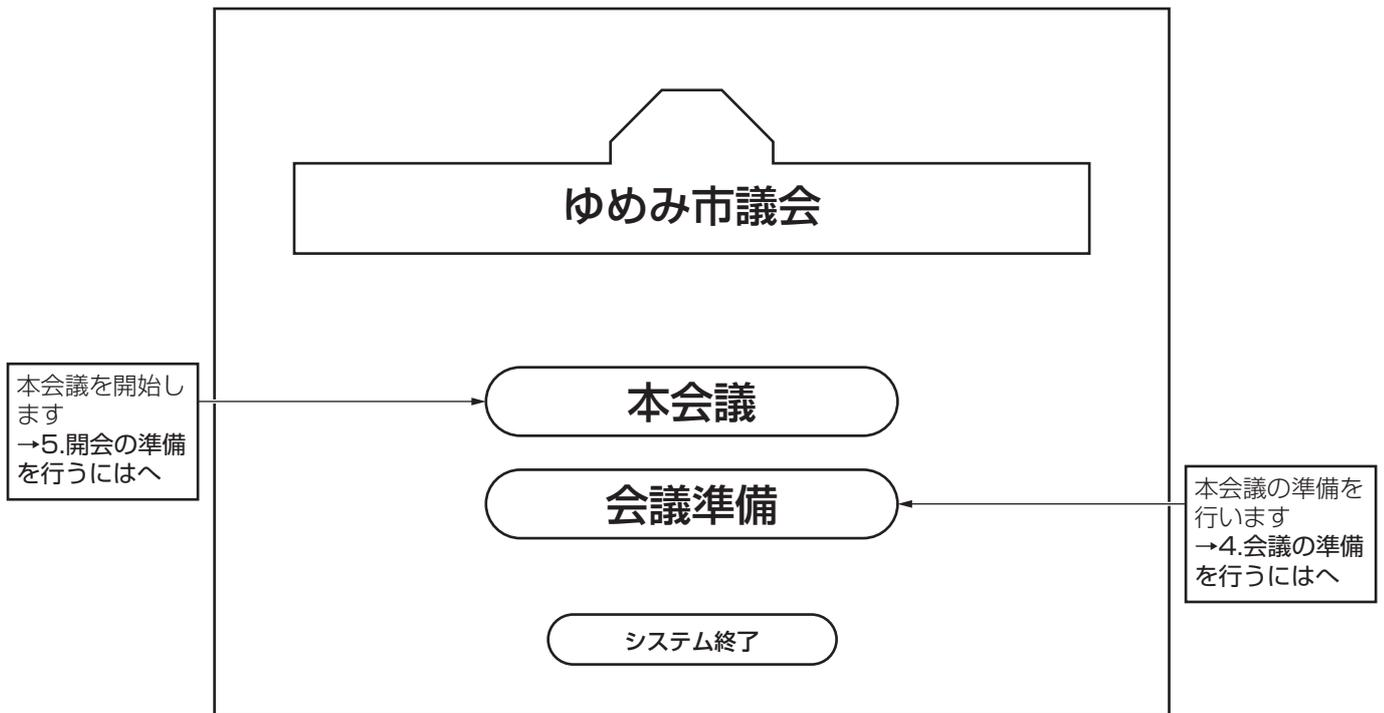 ゆめみ市議会
本会議を開始し
ます
→5.開会の準備
を行うにはへ
本会議
会議準備
本会議の準備を
行います
→4.会議の準備
を行うにはへ
システム終了